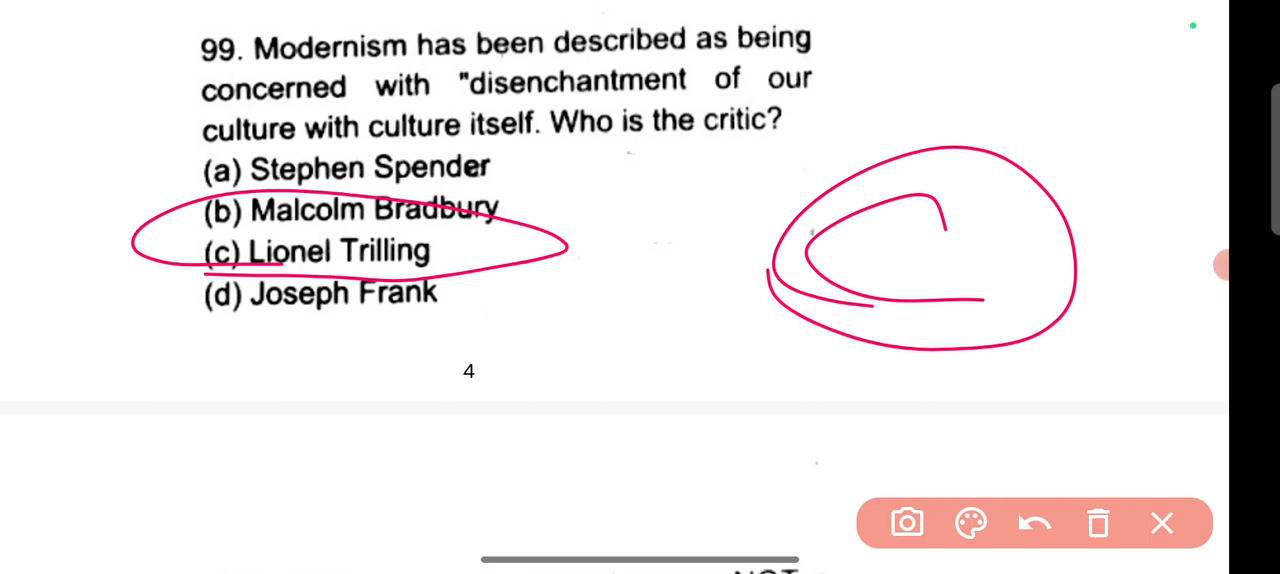 99. Modernism has been described as being
concerned with "disenchantment of our
culture with culture itself. Who is the critic?
(a) Stephen Spender
(b) Malcolm Bradbury
(c) Lionel Trilling
(d) Joseph Frank
4